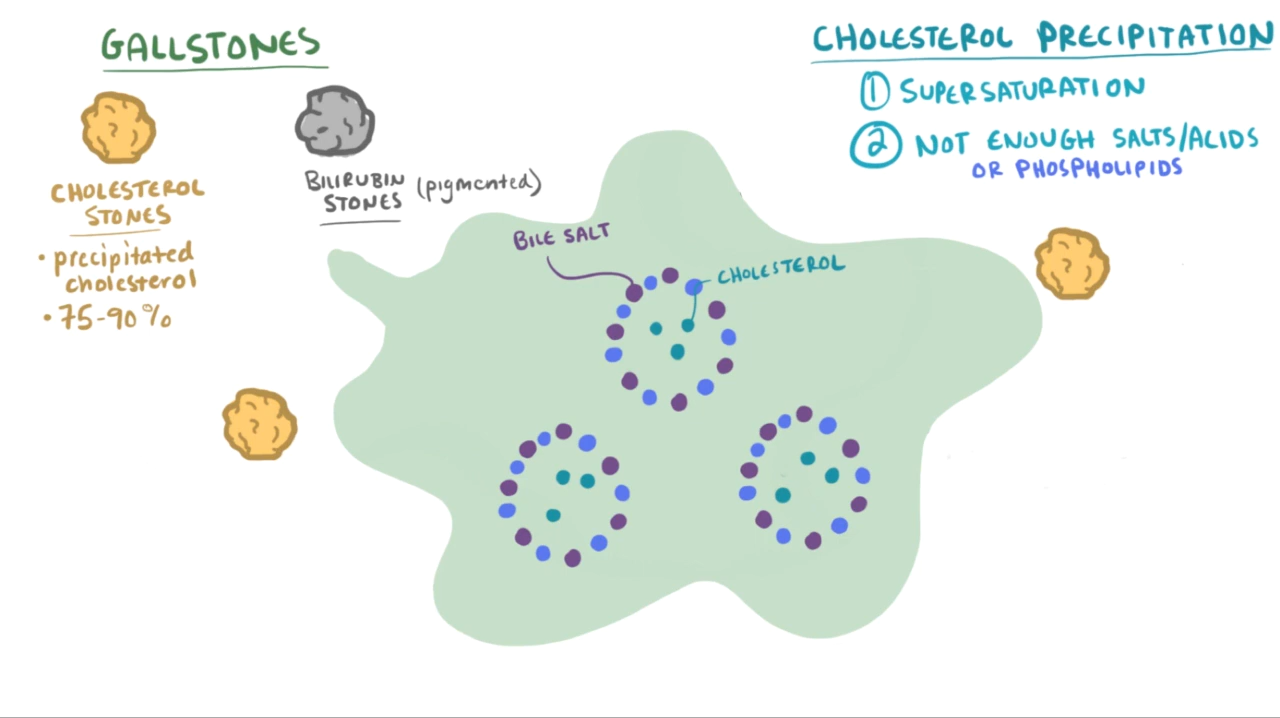 GALLSTONES
CHOLESTEROL STONES
• precipitated
cholesterol
• 75-90%
BILIRUBIN STONES (pigmented)
CHOLESTEROL PRECIPITATION
① SUPERSATURATION
② NOT ENOUGH SALTS/ACIDS
OR PHOSPHOLIPIDS
BILE SALT
CHOLESTEROL